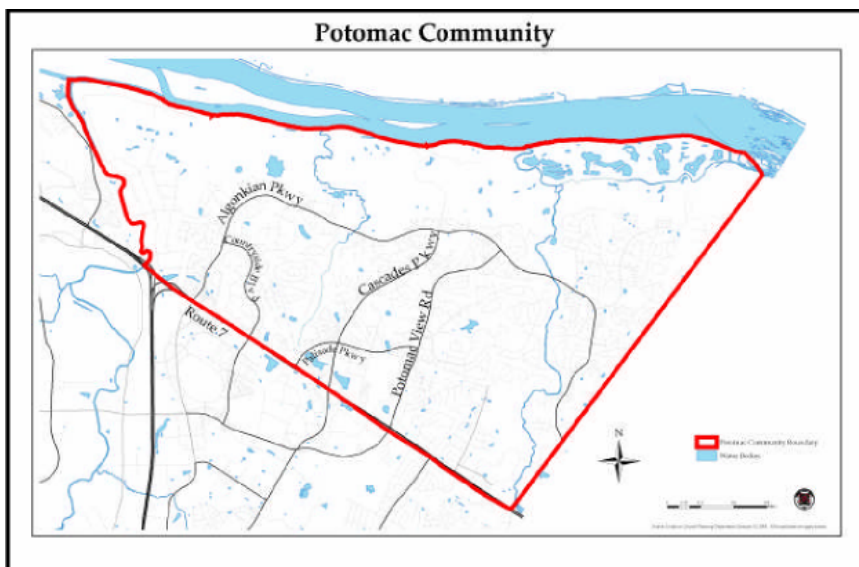 Potomac Community
Algonkian Pkwy
Countryside Blvd
Cascades Pkwy
Route 7
Palisade Pkwy
Potomac View Rd
N
Potomac Community Boundary
Water Bodies